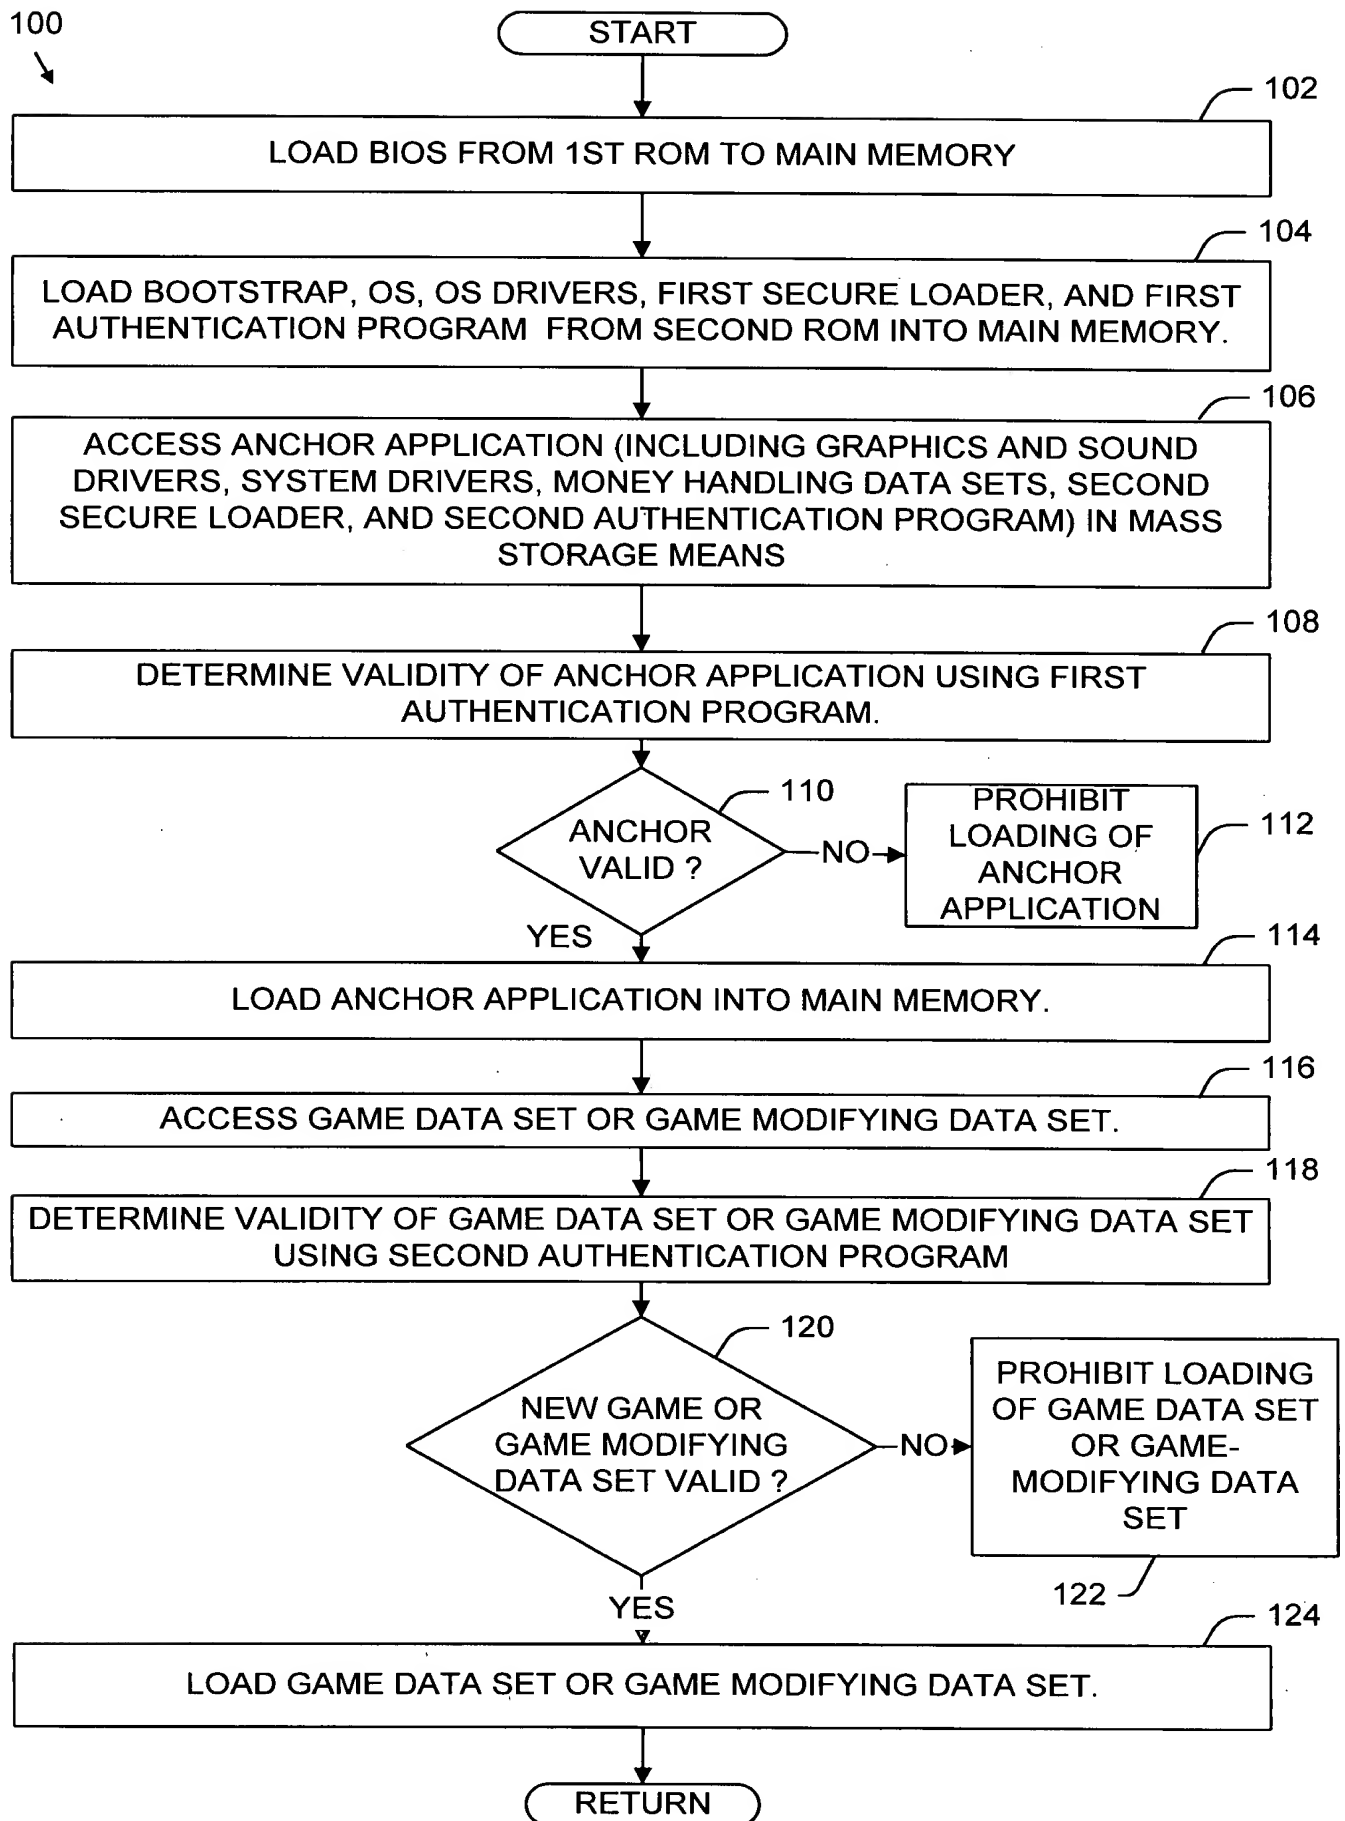 100
START
102
LOAD BIOS FROM 1ST ROM TO MAIN MEMORY
104
LOAD BOOTSTRAP, OS, OS DRIVERS, FIRST SECURE LOADER, AND FIRST
AUTHENTICATION PROGRAM FROM SECOND ROM INTO MAIN MEMORY.
106
ACCESS ANCHOR APPLICATION (INCLUDING GRAPHICS AND SOUND
DRIVERS, SYSTEM DRIVERS, MONEY HANDLING DATA SETS, SECOND
SECURE LOADER, AND SECOND AUTHENTICATION PROGRAM) IN MASS
STORAGE MEANS
108
DETERMINE VALIDITY OF ANCHOR APPLICATION USING FIRST
AUTHENTICATION PROGRAM.
110
ANCHOR
VALID ?
NO
PROHIBIT
LOADING OF
ANCHOR
APPLICATION
112
YES
114
LOAD ANCHOR APPLICATION INTO MAIN MEMORY.
116
ACCESS GAME DATA SET OR GAME MODIFYING DATA SET.
118
DETERMINE VALIDITY OF GAME DATA SET OR GAME MODIFYING DATA SET
USING SECOND AUTHENTICATION PROGRAM
120
NEW GAME OR
GAME MODIFYING
DATA SET VALID ?
NO
PROHIBIT LOADING
OF GAME DATA SET
OR GAME-
MODIFYING DATA
SET
122
YES
124
LOAD GAME DATA SET OR GAME MODIFYING DATA SET.
RETURN